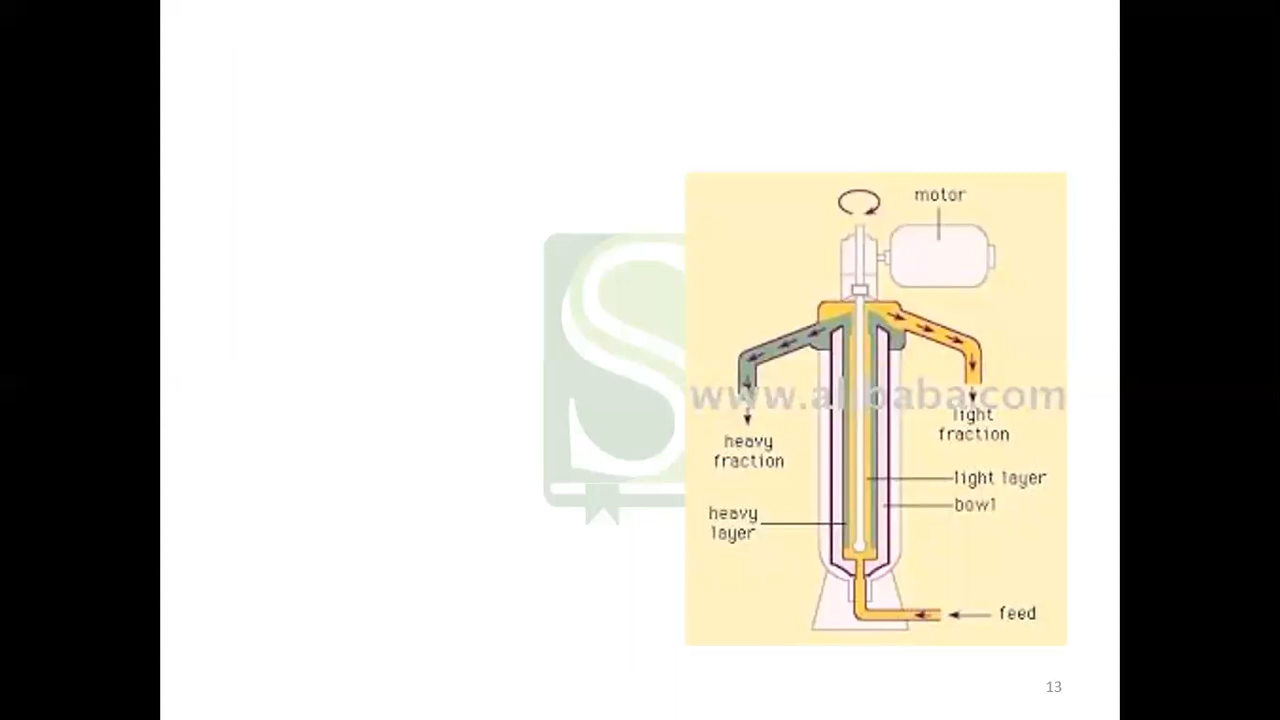 motor
www.alibaba.com
light
fraction
heavy
fraction
light layer
bowl
heavy
layer
feed
13
S